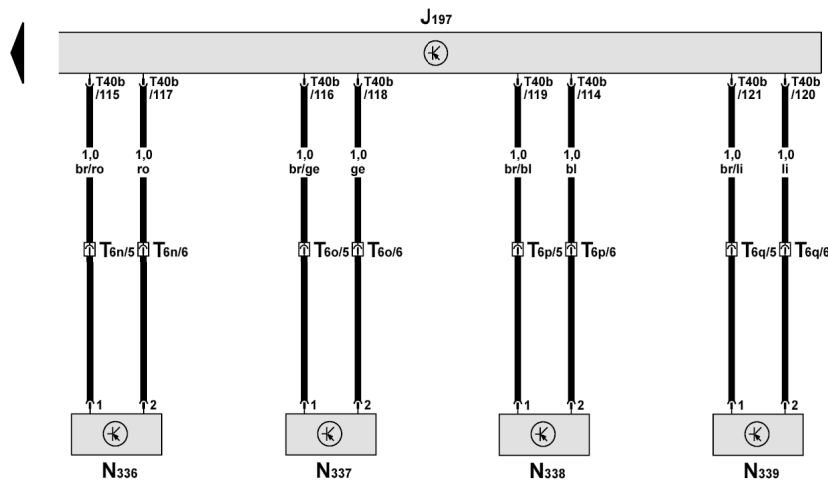 J197
T40b T40b T40b T40b T40b T40b T40b T40b
/115 /117 /116 /118 /119 /114 /121 /120
1,0 1,0 1,0 1,0 1,0 1,0 1,0 1,0
br/ro ro br/ge ge br/bl bl br/li li
T6n/5 T6n/6 T6o/5 T6o/6 T6p/5 T6p/6 T6q/5 T6q/6
1 2 1 2 1 2 1 2
N336 N337 N338 N339